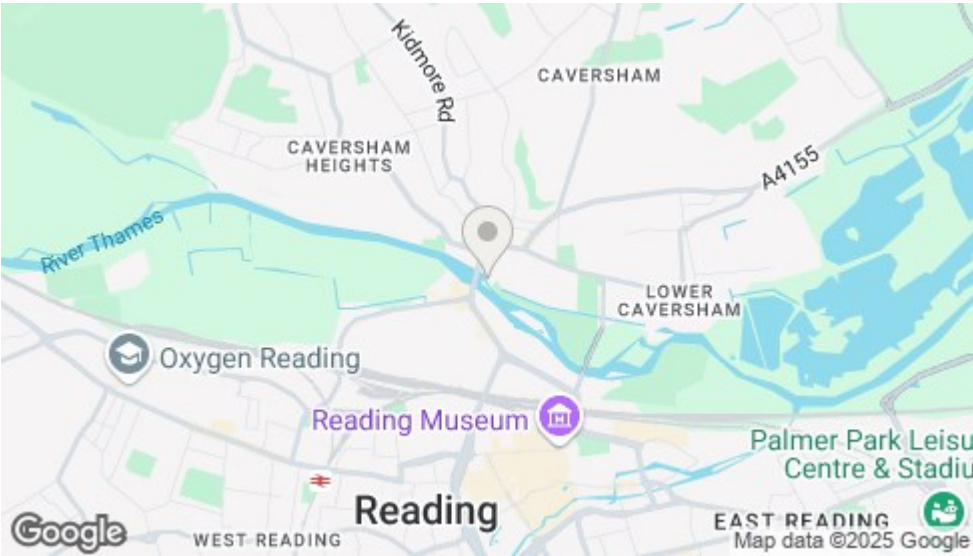 Kidmore Rd
CAVERSHAM
CAVERSHAM
HEIGHTS
A4155
River Thames
LOWER
CAVERSHAM
Oxygen Reading
Reading Museum
Palmer Park Leisu
Centre & Stadiu
Reading
EAST READING
WEST READING
Google
Map data ©2025 Google